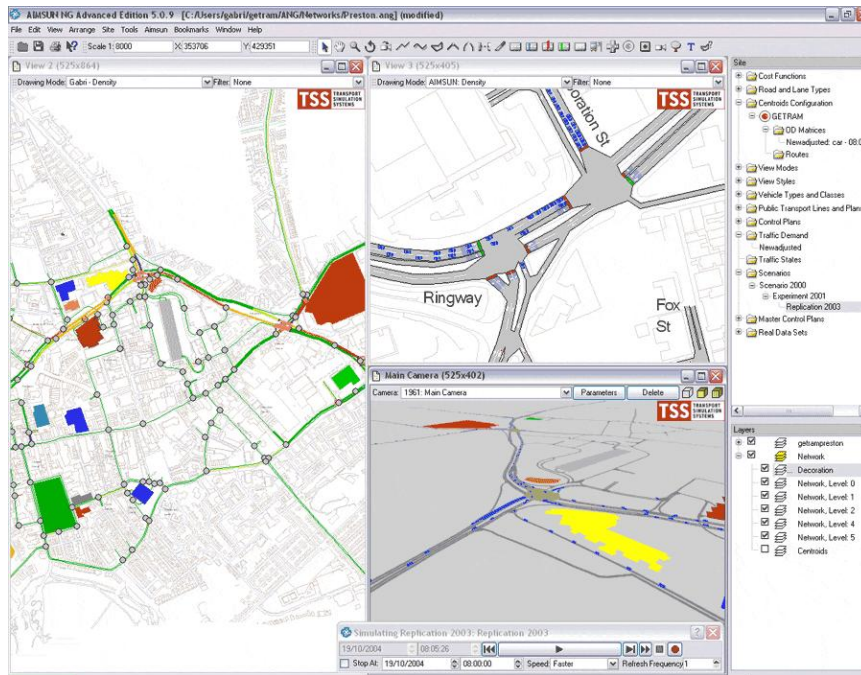 AIMSUN NG Advanced Edition 5.0.9 [C:/Users/gabri/getram/ANG/Networks/Preston.ang] (modified)
File Edit View Arrange Site Tools Aimsun Bookmarks Window Help
Scale 1: 8000 X: 353706 Y: 429351
View 2 (525x864)
Drawing Mode: Gabri - Density Filter: None
TSS TRANSPORT SIMULATION SYSTEMS
View 3 (525x405)
Drawing Mode: AIMSUN: Density Filter: None
TSS TRANSPORT SIMULATION SYSTEMS
oration St
Ringway
Fox
St
Main Camera (525x402)
Camera: 1961: Main Camera Parameters Delete
TSS TRANSPORT SIMULATION SYSTEMS
Simulating Replication 2003: Replication 2003
19/10/2004 08:05:26
Stop At: 19/10/2004 08:00:00 Speed: Faster Refresh Frequency 1
Site
Cost Functions
Road and Lane Types
Centroids Configuration
GETRAM
OD Matrices
Newadjusted: car - 08:0
Routes
View Modes
View Styles
Vehicle Types and Classes
Public Transport Lines and Plans
Control Plans
Traffic Demand
Newadjusted
Traffic States
Scenarios
Scenario 2000
Experiment 2001
Replication 2003
Master Control Plans
Real Data Sets
Layers
getrampreston
Network
Decoration
Network, Level: 0
Network, Level: 1
Network, Level: 2
Network, Level: 4
Network, Level: 5
Centroids